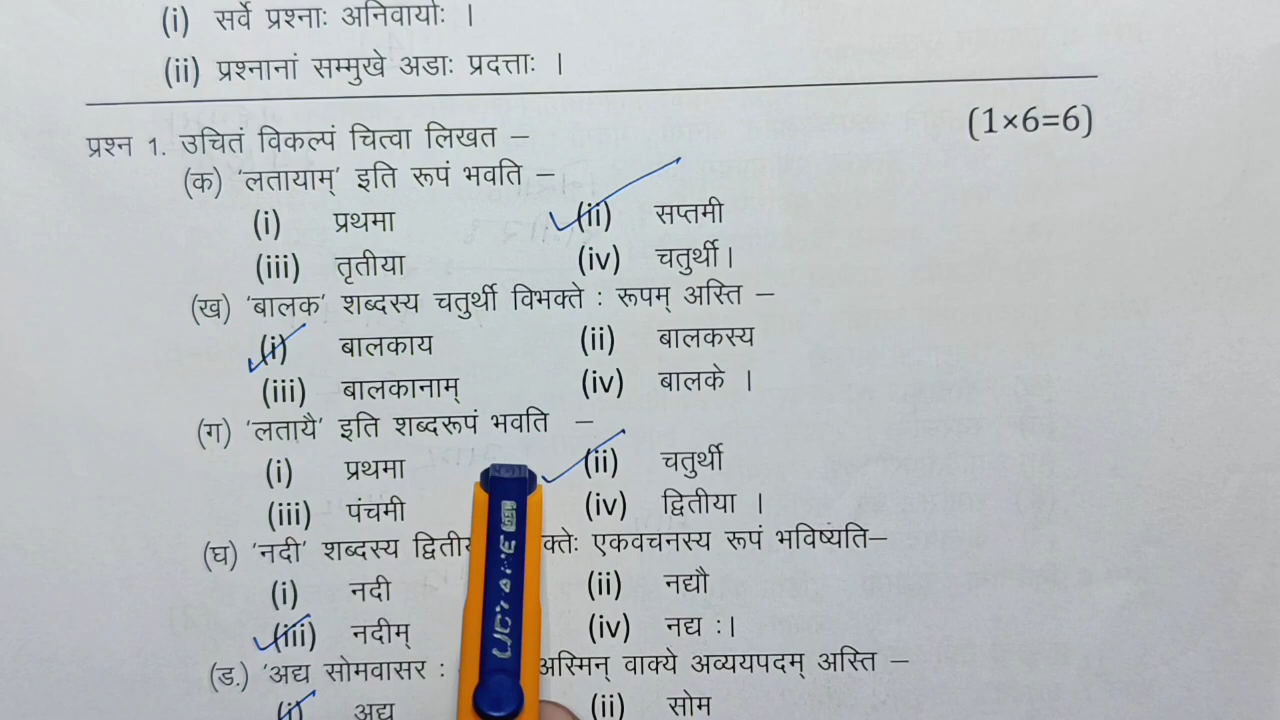 (i) सर्वे प्रश्नाः अनिवार्याः ।
(ii) प्रश्नानां सम्मुखे अडाः प्रदत्ताः ।
(1×6=6)
प्रश्न 1. उचितं विकल्पं चित्वा लिखत –
(क) 'लतायाम्' इति रूपं भवति –
(i) प्रथमा (ii) सप्तमी
(iii) तृतीया (iv) चतुर्थी।
(ख) 'बालक' शब्दस्य चतुर्थी विभक्ते : रूपम् अस्ति –
(i) बालकाय (ii) बालकस्य
(iii) बालकानाम् (iv) बालके ।
(ग) 'लतायै' इति शब्दरूपं भवति –
(i) प्रथमा (ii) चतुर्थी
(iii) पंचमी (iv) द्वितीया ।
(घ) 'नदी' शब्दस्य एकवचनस्य रूपं भविष्यति–
(i) नदी (ii) नद्यौ
(iii) नदीम् (iv) नद्य :।
(ड.) 'अद्य सोमवासर : अस्मिन् वाक्ये अव्ययपदम् अस्ति –
(i) अद्य (ii) सोम